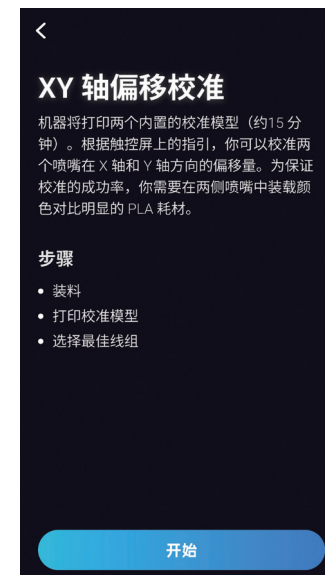 XY 轴偏移校准
机器将打印两个内置的校准模型（约15 分
钟）。根据触控屏上的指引，你可以校准两
个喷嘴在 X 轴和 Y 轴方向的偏移量。为保证
校准的成功率，你需要在两侧喷嘴中装载颜
色对比明显的 PLA 耗材。
步骤
• 装料
• 打印校准模型
• 选择最佳线组
开始